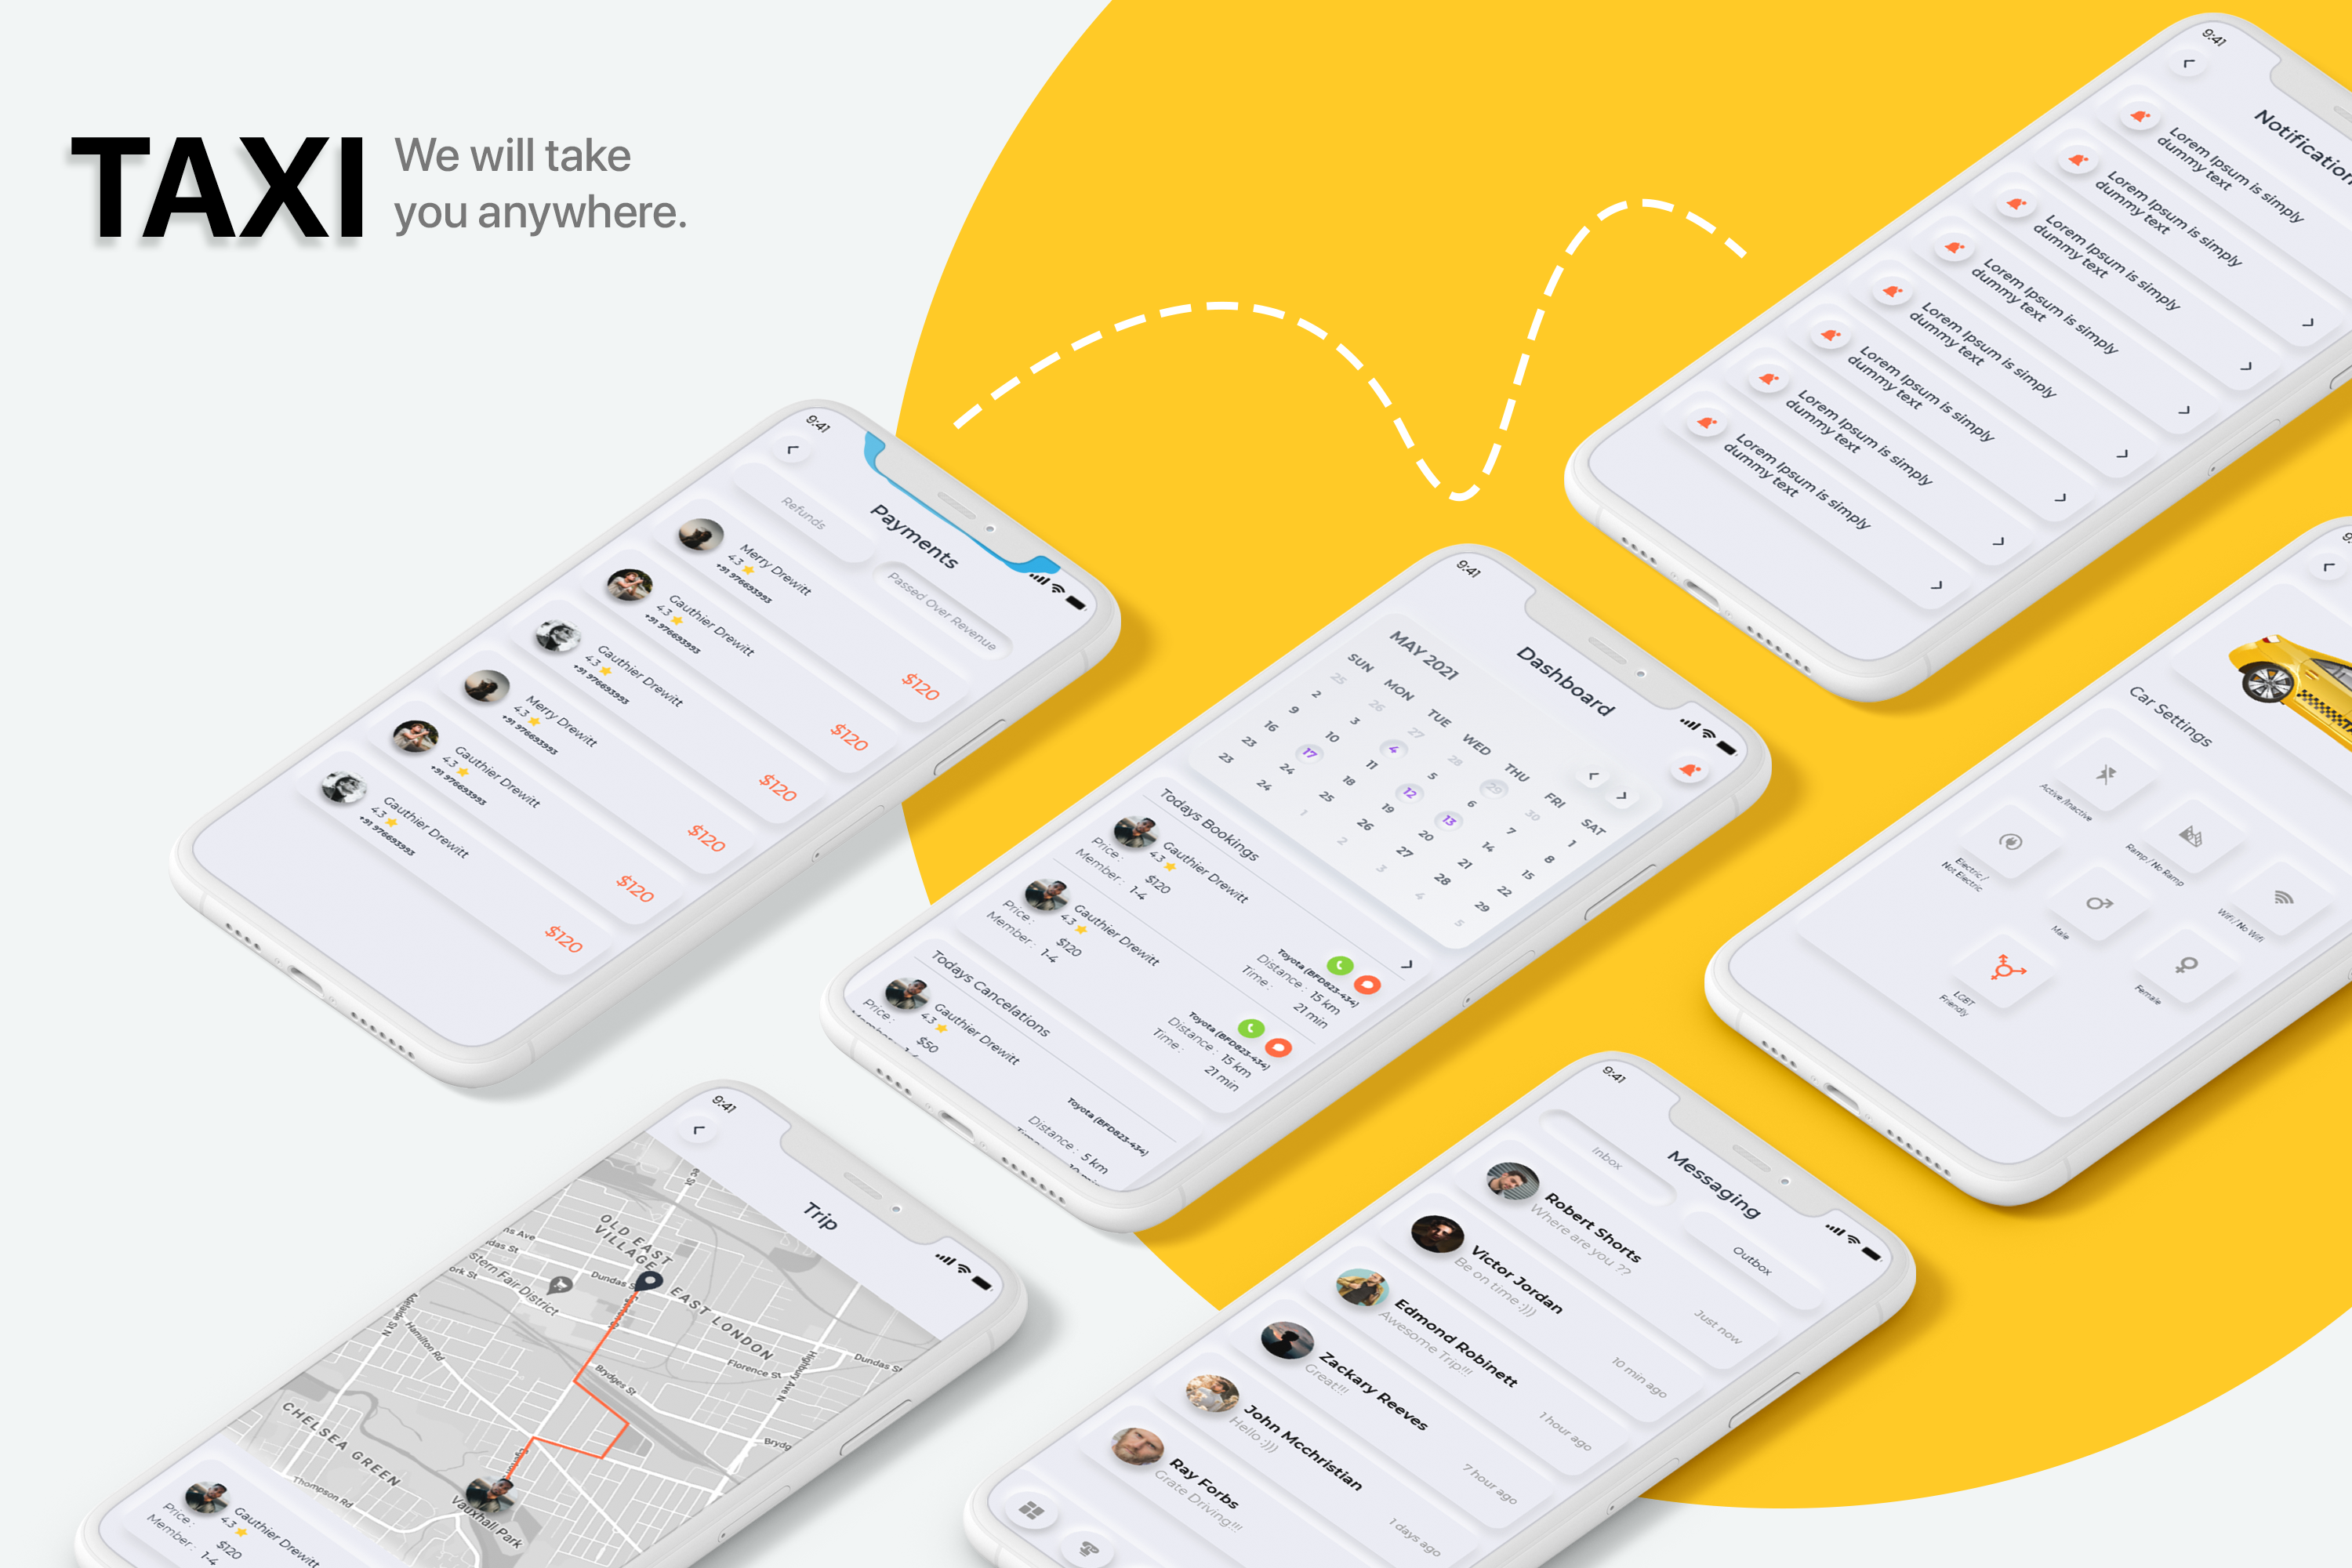 TAXI
We will take
you anywhere.
9:41
Payments
Refunds
Passed Over Revenue
Merry Drewitt
4.3
+91 976693993
$120
Gauthier Drewitt
4.3
+91 976693993
$120
Gauthier Drewitt
4.3
+91 976693993
$120
Merry Drewitt
4.3
+91 976693993
$120
Gauthier Drewitt
4.3
+91 976693993
$120
Gauthier Drewitt
4.3
+91 976693993
$120
9:41
Dashboard
MAY 2021
SUN MON TUE WED THU FRI SAT
25 26 27 28 29 30 1
2 3 4 5 6 7 8
9 10 11 12 13 14 15
16 17 18 19 20 21 22
23 24 25 26 27 28 29
23 24 1 2 3 4 5
Todays Bookings
Gauthier Drewitt
4.3
Price : $120
Member : 1-4
Toyota (BFD823-434)
Distance : 15 km
Time : 21 min
Gauthier Drewitt
4.3
Price : $120
Member : 1-4
Toyota (BFD823-434)
Distance : 15 km
Time : 21 min
Todays Cancelations
Gauthier Drewitt
4.3
Price : $50
Toyota (BFD823-434)
Distance : 5 km
9:41
Notification
Lorem Ipsum is simply
dummy text
Lorem Ipsum is simply
dummy text
Lorem Ipsum is simply
dummy text
Lorem Ipsum is simply
dummy text
Lorem Ipsum is simply
dummy text
Lorem Ipsum is simply
dummy text
Lorem Ipsum is simply
dummy text
Lorem Ipsum is simply
dummy text
Car Settings
Active /Inactive
Ramp / No Ramp
Wifi / No Wifi
Electric /
Not Electric
Male
Female
LGBT
Friendly
9:41
Trip
OLD EAST
VILLAGE
Dundas St
EAST LONDON
Florence St
Dundas St
Highbury Ave N
Brydges St
Hamilton Rd
Adelaide St N
CHELSEA GREEN
Thompson Rd
Vauxhall Park
Gauthier Drewitt
4.3
Price : $120
Member : 1-4
9:41
Messaging
Inbox
Outbox
Robert Shorts
Where are you ??
Just now
Victor Jordan
Be on time :)))
10 min ago
Edmond Robinett
Awesome Trip!!!
1 hour ago
Zackary Reeves
Great!!!
7 hour ago
John Mcchristian
Hello :)))
1 days ago
Ray Forbs
Grate Driving!!!